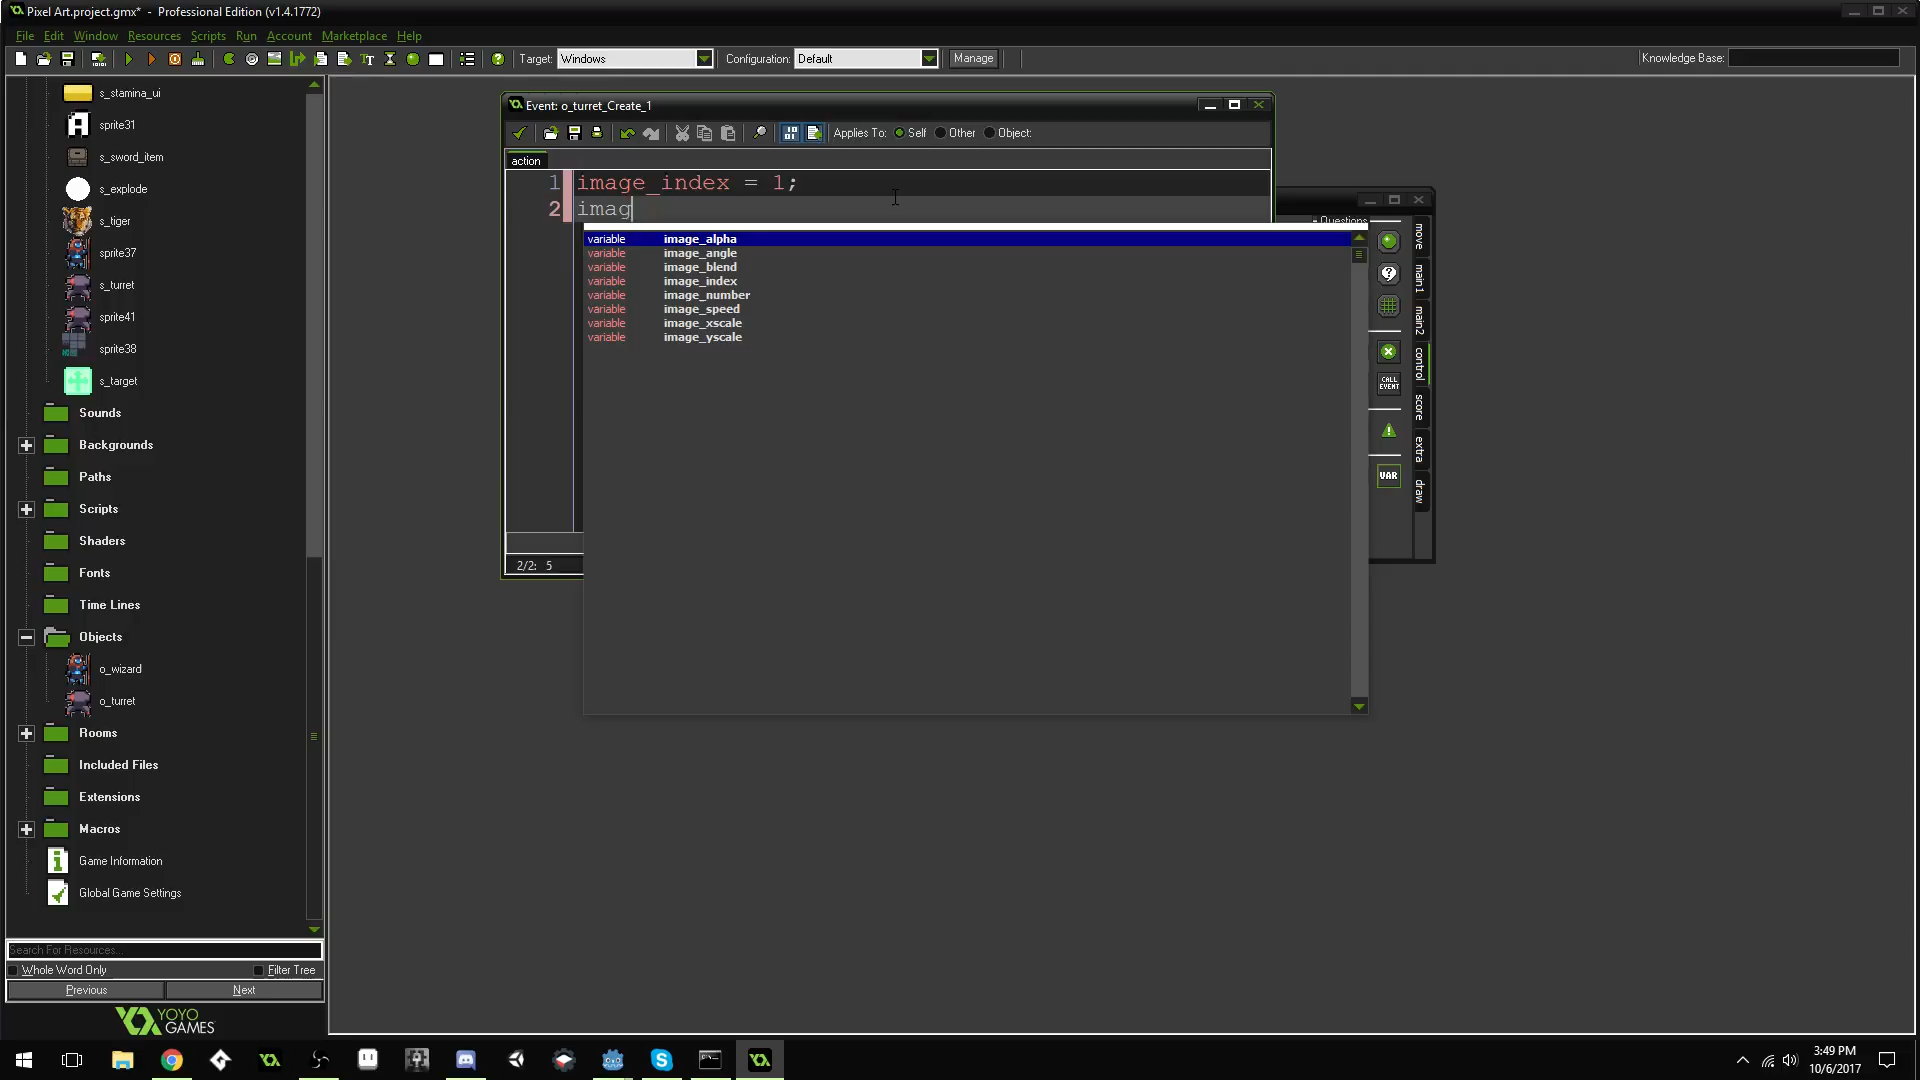 Pixel Art.project.gmx* - Professional Edition (v1.4.1772)
File Edit Window Resources Scripts Run Account Marketplace Help
Target: Windows Configuration: Default Manage Knowledge Base:
s_stamina_ui
sprite31
s_sword_item
s_explode
s_tiger
sprite37
s_turret
sprite41
sprite38
s_target
Sounds
Backgrounds
Paths
Scripts
Shaders
Fonts
Time Lines
Objects
o_wizard
o_turret
Rooms
Included Files
Extensions
Macros
Game Information
Global Game Settings
Search For Resources...
Whole Word Only Filter Tree
Previous Next
YOYO
GAMES
Event: o_turret_Create_1
Applies To: Self Other Object:
action
1 image_index = 1;
2 imag
variable image_alpha
variable image_angle
variable image_blend
variable image_index
variable image_number
variable image_speed
variable image_xscale
variable image_yscale
2/2: 5
Questions
CALL
EVENT
VAR
move
main1
main2
control
score
extra
draw
3:49 PM
10/6/2017